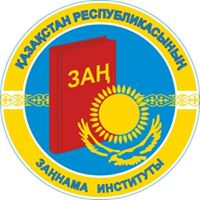 ҚАЗАҚСТАН РЕСПУБЛИКАСЫНЫҢ
ЗАҢ
ЗАҢНАМА ИНСТИТУТЫ